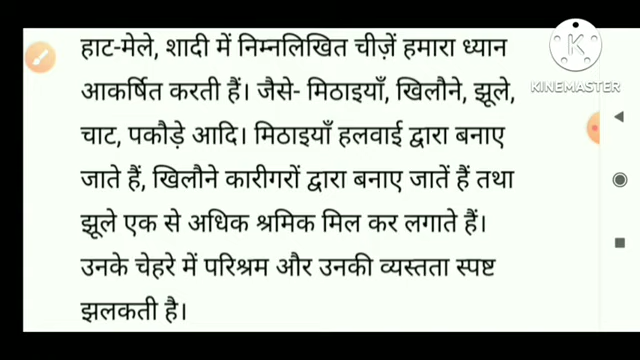 हाट-मेले, शादी में निम्नलिखित चीज़ें हमारा ध्यान
आकर्षित करती हैं। जैसे- मिठाइयाँ, खिलौने, झूले,
चाट, पकौड़े आदि। मिठाइयाँ हलवाई द्वारा बनाए
जाते हैं, खिलौने कारीगरों द्वारा बनाए जातें हैं तथा
झूले एक से अधिक श्रमिक मिल कर लगाते हैं।
उनके चेहरे में परिश्रम और उनकी व्यस्तता स्पष्ट
झलकती है।
K
KINEMASTER